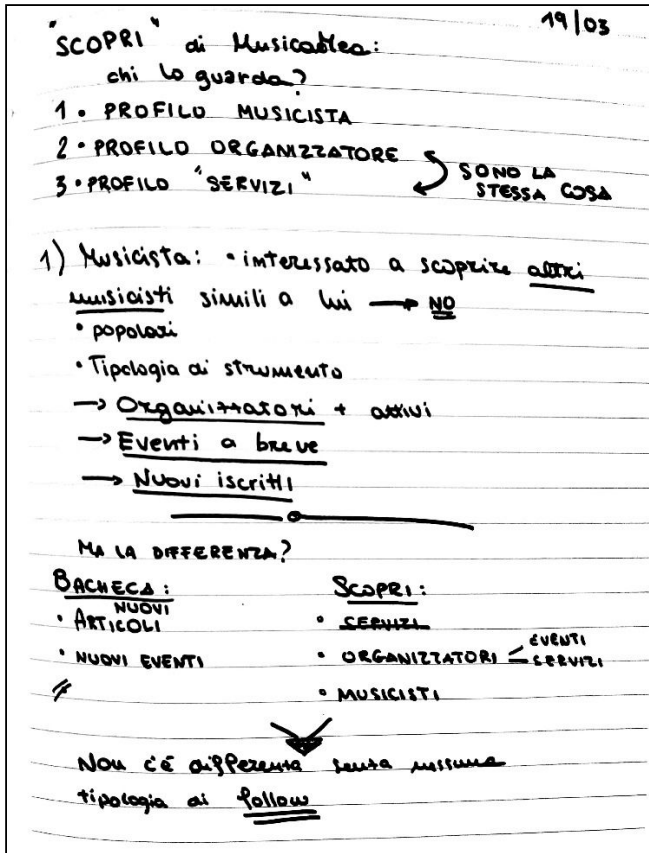 19/03
"SCOPRI" di Musicablea:
chi lo guarda?
1. PROFILO MUSICISTA
2. PROFILO ORGANIZZATORE
3. PROFILO "SERVIZI"
SONO LA
STESSA COSA
1) Musicista: • interessato a scoprire altri
musicisti simili a lui → NO
• popolari
• Tipologia di strumento
→ Organizzatori + attivi
→ Eventi a breve
→ Nuovi iscritti
MA LA DIFFERENZA?
BACHECA:
• NUOVI ARTICOLI
• NUOVI EVENTI
SCOPRI:
• SERVIZI
• ORGANIZZATORI
EVENTI
SERVIZI
• MUSICISTI
Non c'è differenza senza nessuna
tipologia di follow